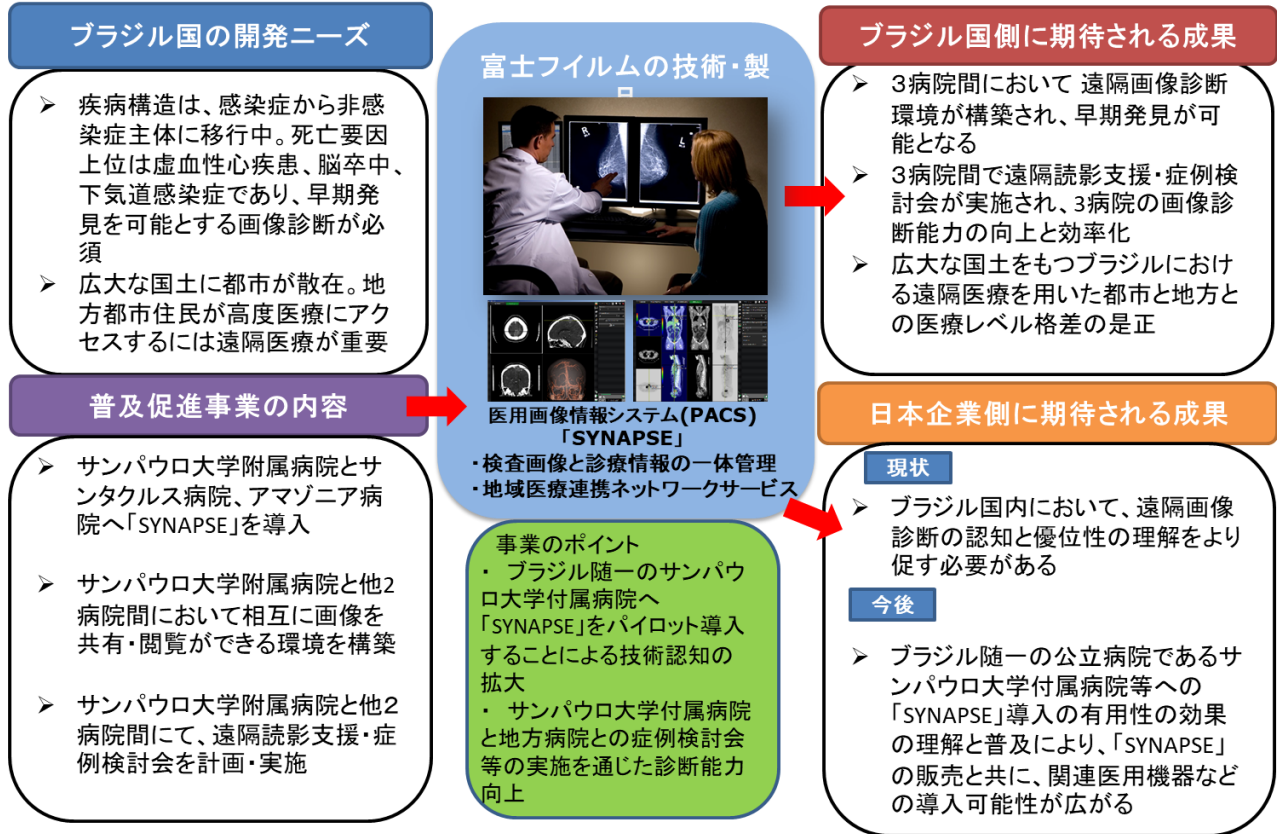 ブラジル国の開発ニーズ
➢ 疾病構造は、感染症から非感
染症主体に移行中。死亡要因
上位は虚血性心疾患、脳卒中、
下気道感染症であり、早期発
見を可能とする画像診断が必
須
➢ 広大な国土に都市が散在。地
方都市住民が高度医療にアク
セスするには遠隔医療が重要
普及促進事業の内容
➢ サンパウロ大学附属病院とサ
ンタクルス病院、アマゾニア病
院へ「SYNAPSE」を導入
➢ サンパウロ大学附属病院と他2
病院間において相互に画像を
共有・閲覧ができる環境を構築
➢ サンパウロ大学附属病院と他２
病院間にて、遠隔読影支援・症
例検討会を計画・実施
富士フイルムの技術・製
品
R
L
医用画像情報システム(PACS)
「SYNAPSE」
・検査画像と診療情報の一体管理
・地域医療連携ネットワークサービス
事業のポイント
・ ブラジル随一のサンパウ
ロ大学付属病院へ
「SYNAPSE」をパイロット導入
することによる技術認知の
拡大
・ サンパウロ大学付属病院
と地方病院との症例検討会
等の実施を通じた診断能力
向上
ブラジル国側に期待される成果
➢ ３病院間において 遠隔画像診断
環境が構築され、早期発見が可
能となる
➢ ３病院間で遠隔読影支援・症例検
討会が実施され、3病院の画像診
断能力の向上と効率化
➢ 広大な国土をもつブラジルにおけ
る遠隔医療を用いた都市と地方と
の医療レベル格差の是正
日本企業側に期待される成果
現状
➢ ブラジル国内において、遠隔画像
診断の認知と優位性の理解をより
促す必要がある
今後
➢ ブラジル随一の公立病院であるサ
ンパウロ大学付属病院等への
「SYNAPSE」導入の有用性の効果
の理解と普及により、「SYNAPSE」
の販売と共に、関連医用機器など
の導入可能性が広がる